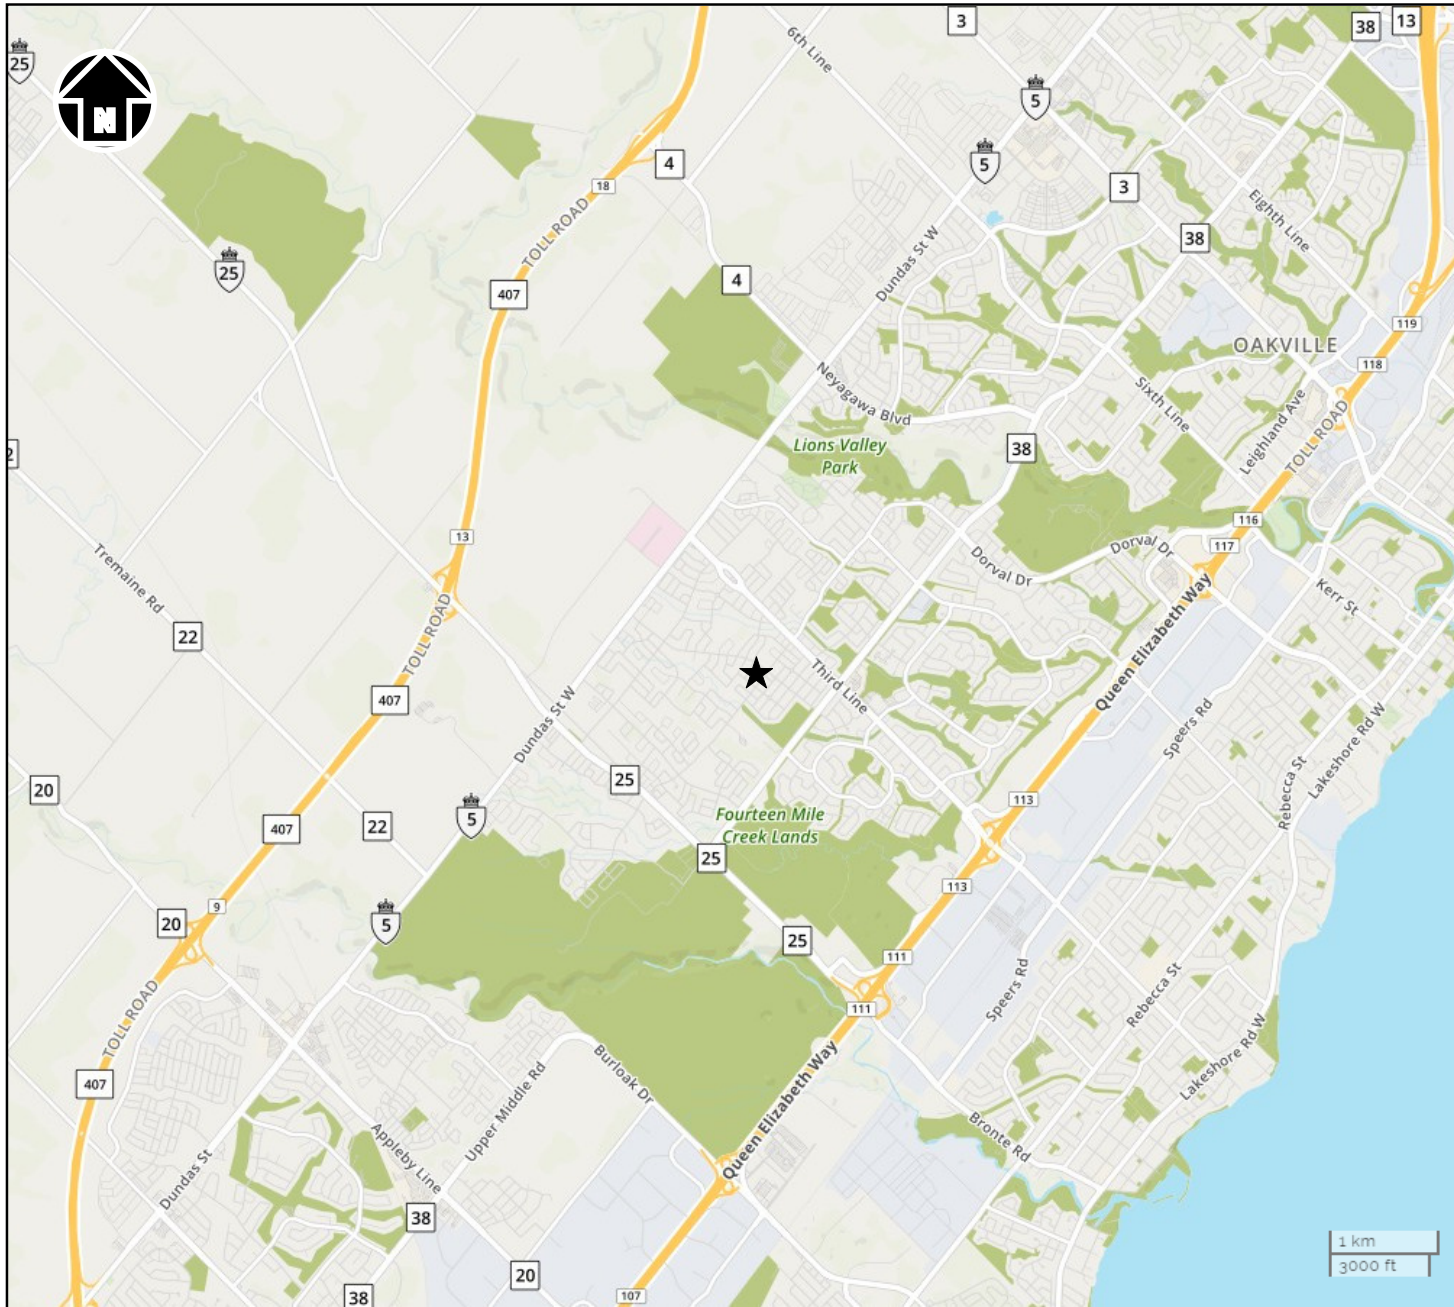 3
38
13
25
6th Line
N
5
4
5
18
3
TOLL ROAD
Eighth Line
38
25
Dundas St W
4
407
119
OAKVILLE
118
Neyagawa Blvd
Sixth Line
Leighland Ave
TOLL ROAD
Lions Valley
Park
38
116
13
117
Dorval Dr
Dorval Dr
Tremaine Rd
Kerr St
22
TOLL ROAD
Queen Elizabeth Way
Third Line
407
Dundas St W
Speers Rd
Lakeshore Rd W
Rebecca St
25
20
113
5
Fourteen Mile
Creek Lands
407
22
25
113
9
20
5
25
111
Speers Rd
Rebecca St
111
TOLL ROAD
Lakeshore Rd W
Burloak Dr
Queen Elizabeth Way
407
Upper Middle Rd
Bronte Rd
Appleby Line
Dundas St
38
1 km
3000 ft
20
107
38